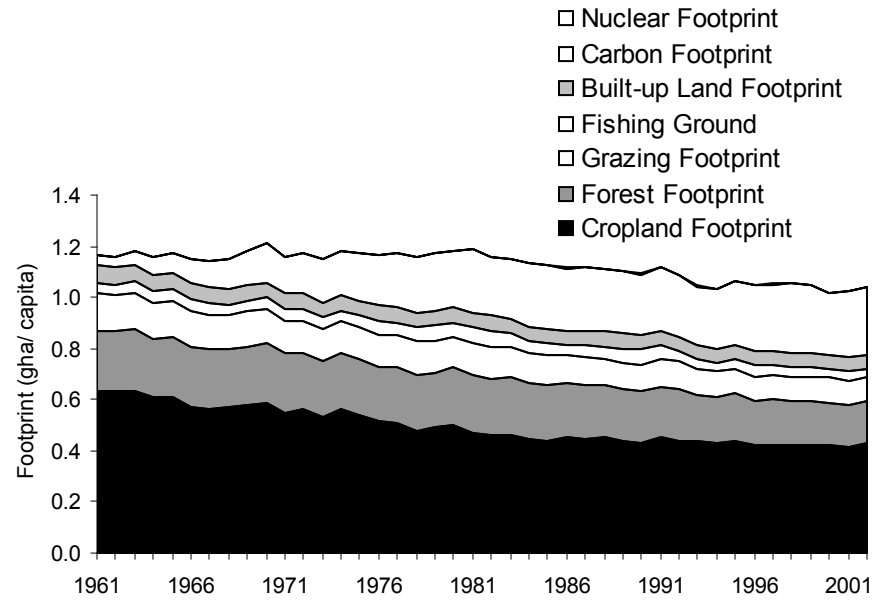 Nuclear Footprint
Carbon Footprint
Built-up Land Footprint
Fishing Ground
Grazing Footprint
Forest Footprint
Cropland Footprint
Footprint (gha/ capita)
1.4
1.2
1.0
0.8
0.6
0.4
0.2
0.0
1961 1966 1971 1976 1981 1986 1991 1996 2001